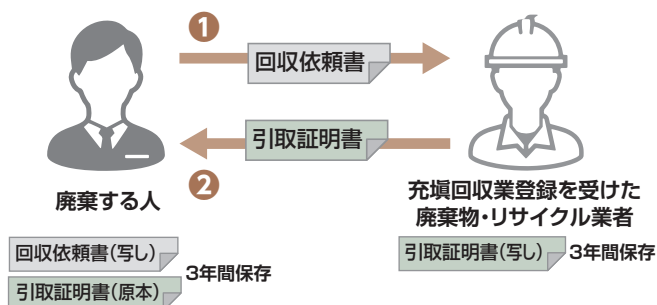 1
回収依頼書
引取証明書
2
廃棄する人
充塡回収業登録を受けた
廃棄物・リサイクル業者
回収依頼書(写し)
引取証明書(原本)
3年間保存
引取証明書(写し) 3年間保存